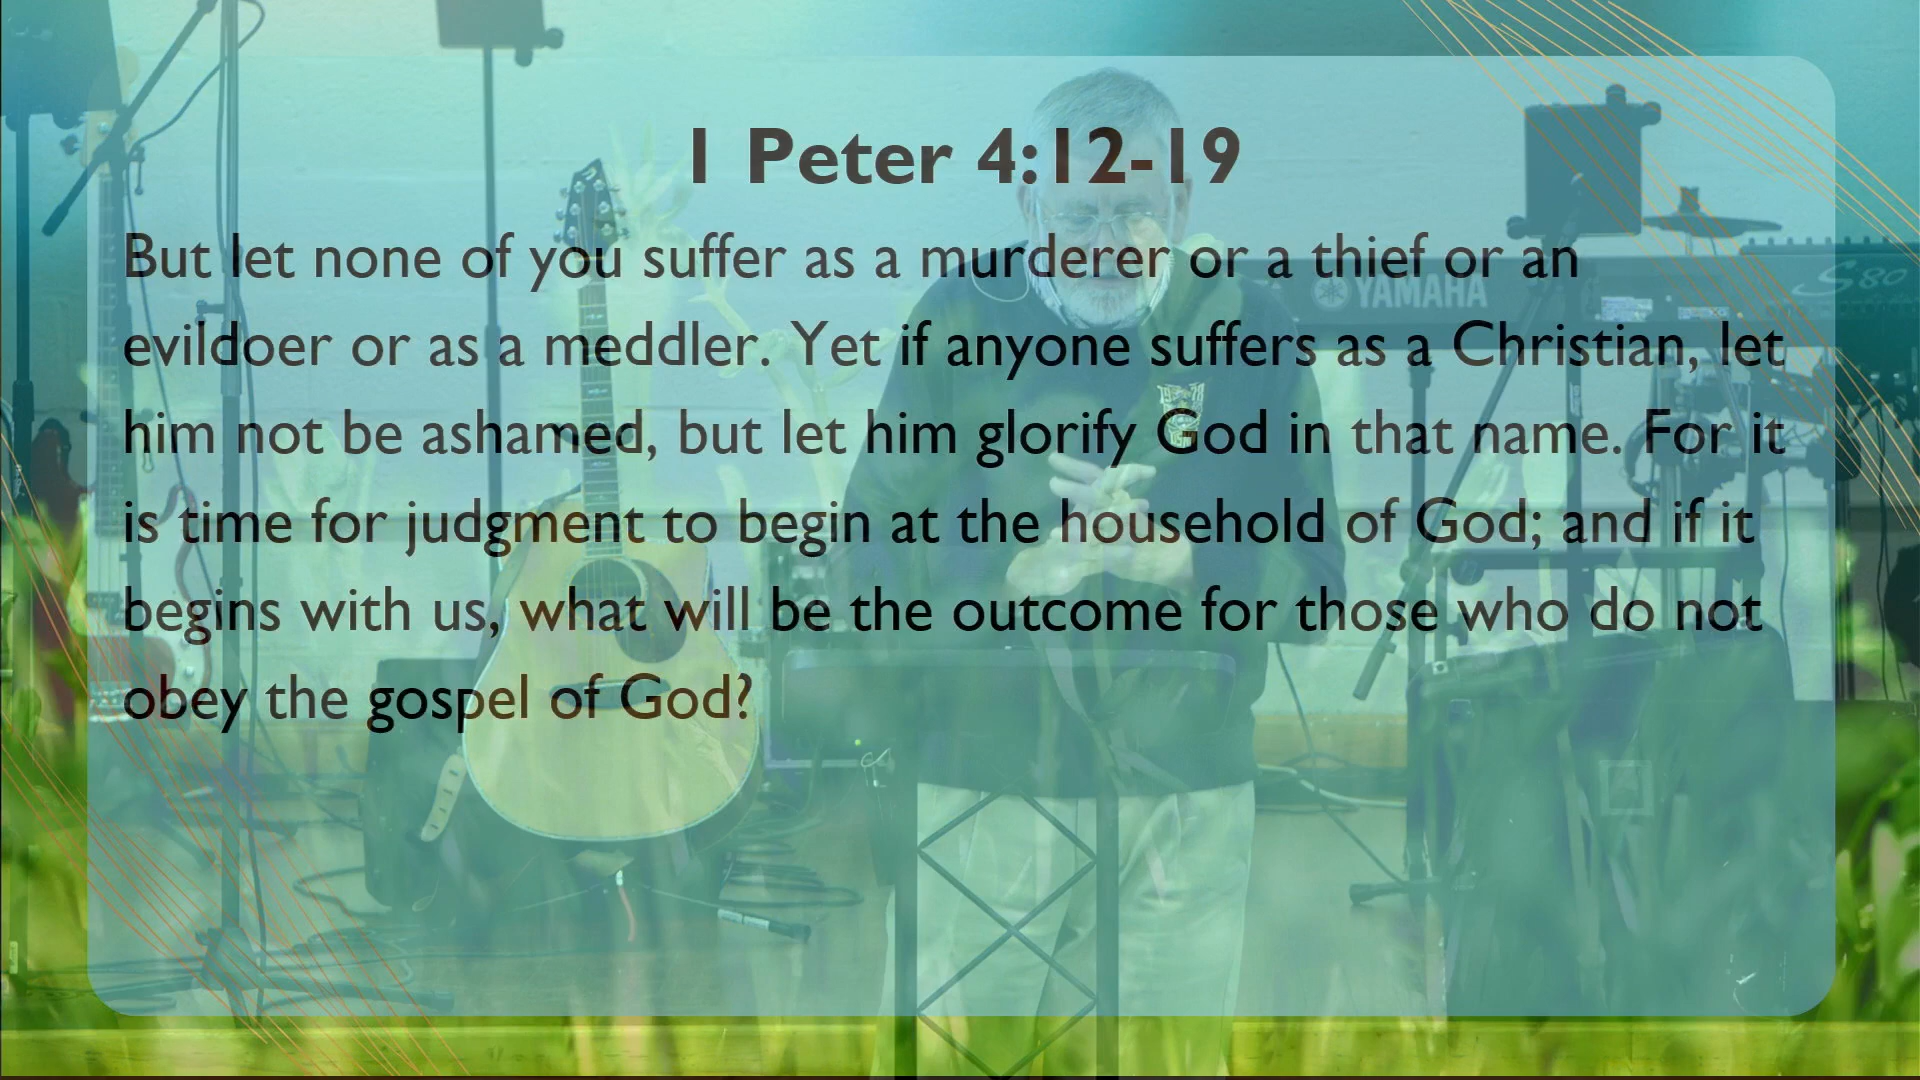 1 Peter 4:12-19
But let none of you suffer as a murderer or a thief or an
evildoer or as a meddler. Yet if anyone suffers as a Christian, let
him not be ashamed, but let him glorify God in that name. For it
is time for judgment to begin at the household of God; and if it
begins with us, what will be the outcome for those who do not
obey the gospel of God?
YAMAHA
S80